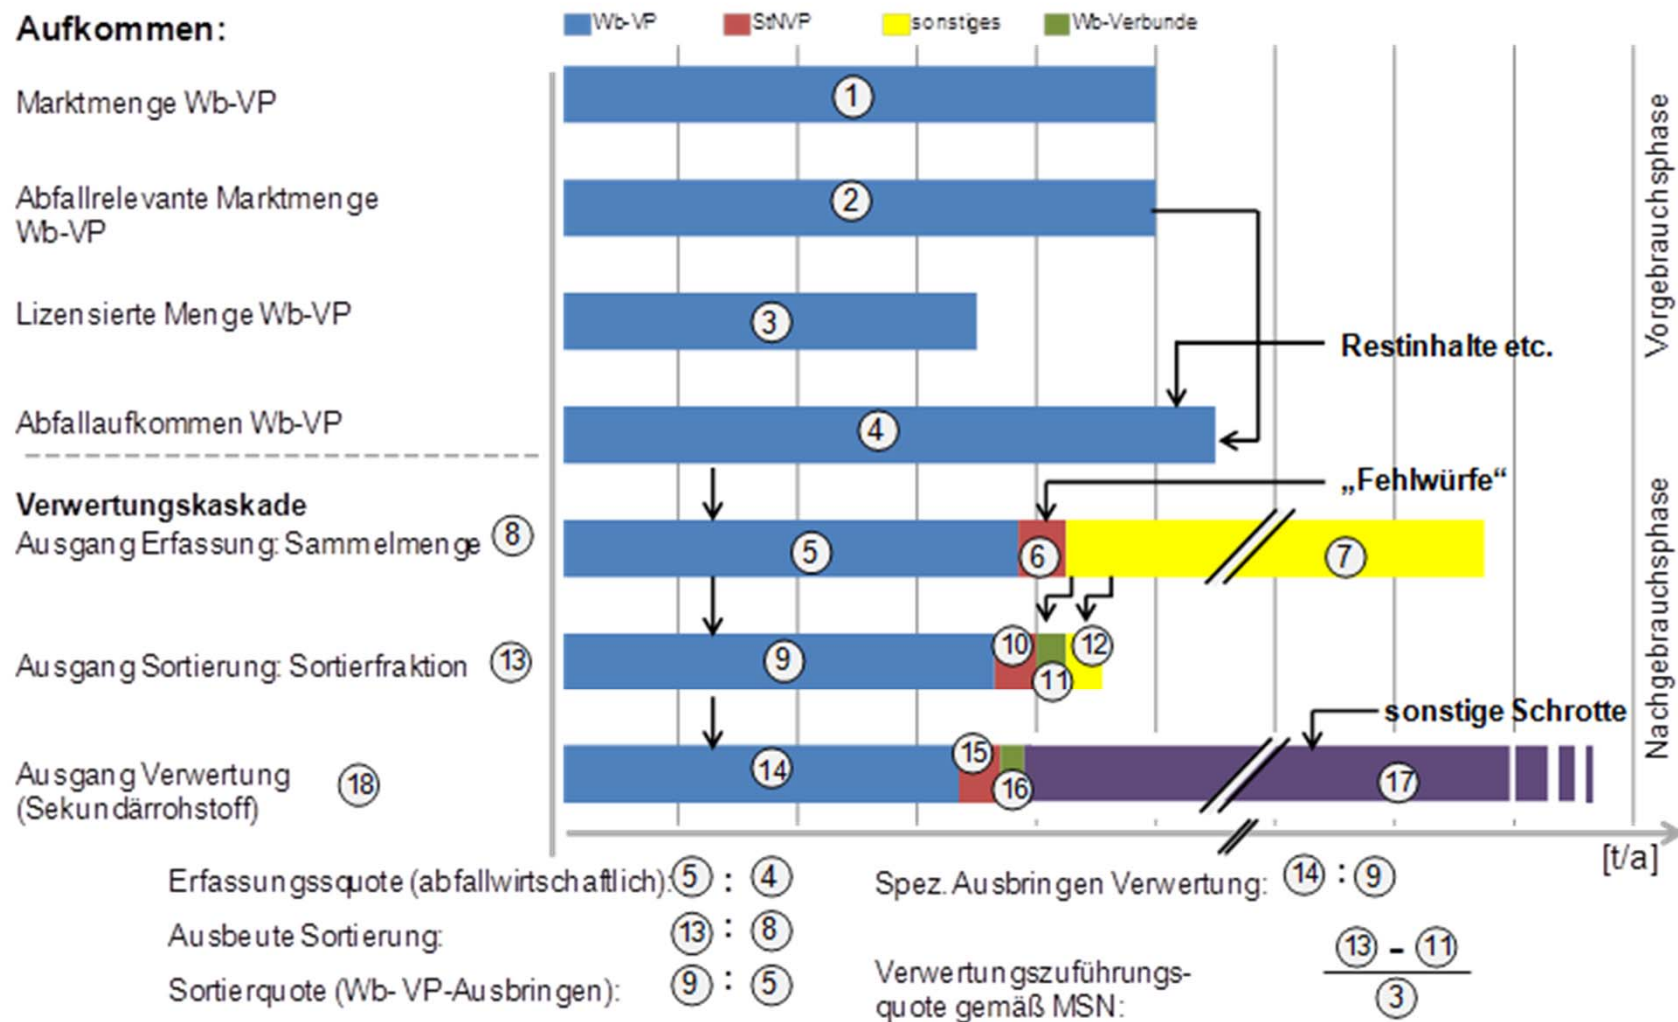 Aufkommen:
Wb-VP StNVP sonstiges Wb-Verbunde
Marktmenge Wb-VP
1
Abfallrelevante Marktmenge
Wb-VP
2
Lizensierte Menge Wb-VP
3
Restinhalte etc.
Abfallaufkommen Wb-VP
4
Vorgebrauchsphase
„Fehlwürfe“
Verwertungskaskade
Ausgang Erfassung: Sammelmenge 8
5 6 7
Ausgang Sortierung: Sortierfraktion 13
9 10 11 12
sonstige Schrotte
Ausgang Verwertung
(Sekundärrohstoff) 18
14 15 16 17
Nachgebrauchsphase
[t/a]
Erfassungssquote (abfallwirtschaftlich): 5 : 4
Ausbeute Sortierung: 13 : 8
Sortierquote (Wb- VP-Ausbringen): 9 : 5
Spez. Ausbringen Verwertung: 14 : 9
Verwertungszuführungs-
quote gemäß MSN:
13 - 11
3